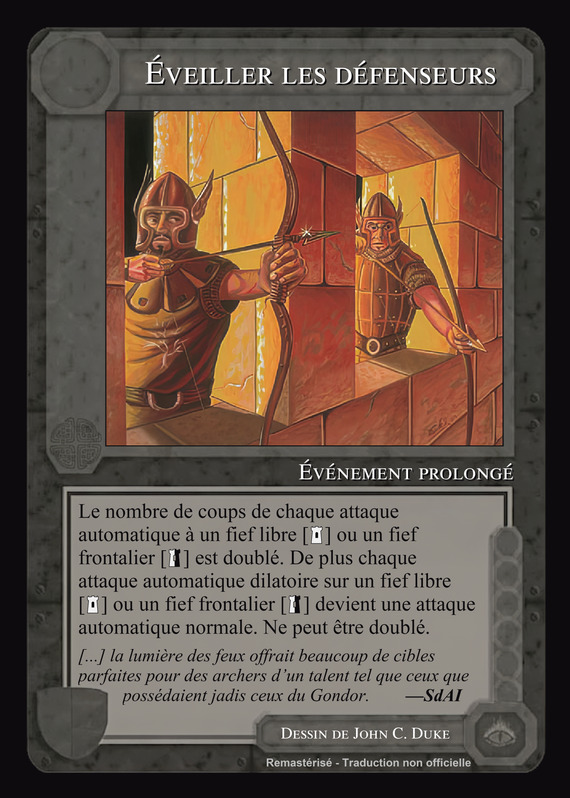 Éveiller les défenseurs
Événement prolongé
Le nombre de coups de chaque attaque
automatique à un fief libre [ ] ou un fief
frontalier [ ] est doublé. De plus chaque
attaque automatique dilatoire sur un fief libre
[ ] ou un fief frontalier [ ] devient une attaque
automatique normale. Ne peut être doublé.
[...] la lumière des feux offrait beaucoup de cibles
parfaites pour des archers d’un talent tel que ceux que
possédaient jadis ceux du Gondor. —SdAI
Dessin de John C. Duke
Remastérisé - Traduction non officielle